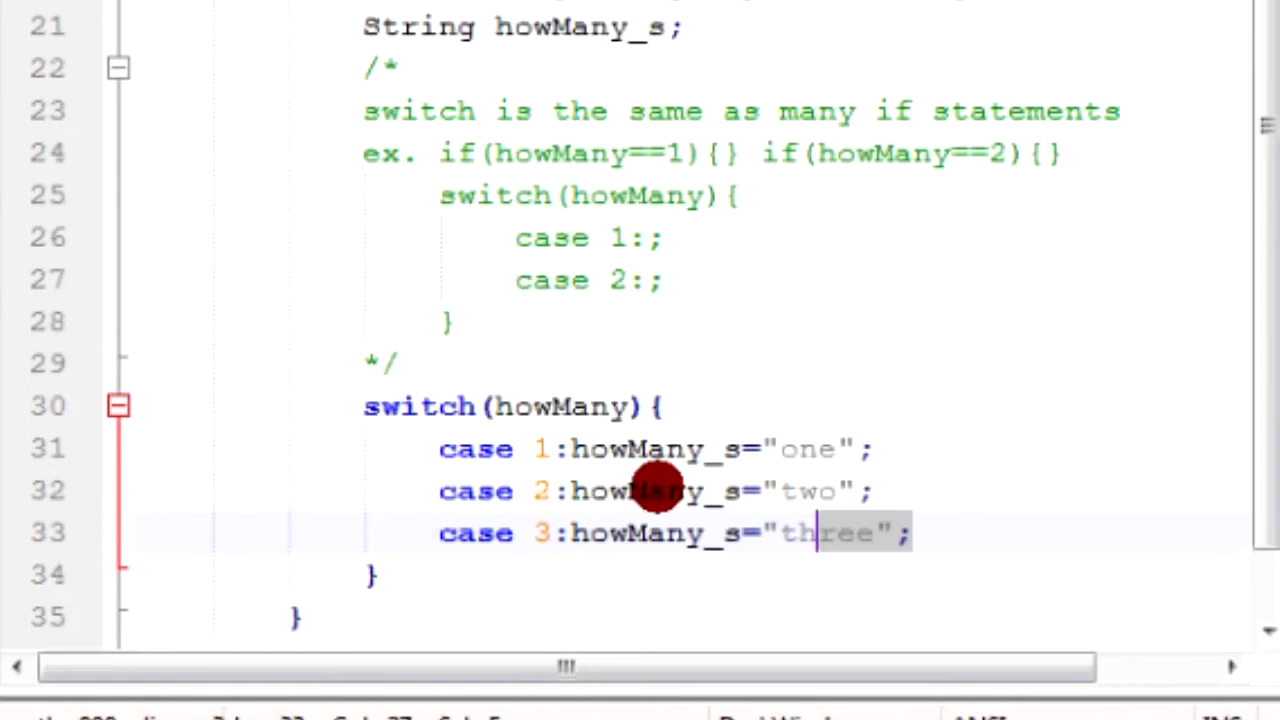 21 String howMany_s;
22 /*
23 switch is the same as many if statements
24 ex. if(howMany==1){} if(howMany==2){}
25 switch(howMany){
26 case 1:;
27 case 2:;
28 }
29 */
30 switch(howMany){
31 case 1:howMany_s="one";
32 case 2:howMany_s="two";
33 case 3:howMany_s="three";
34 }
35 }